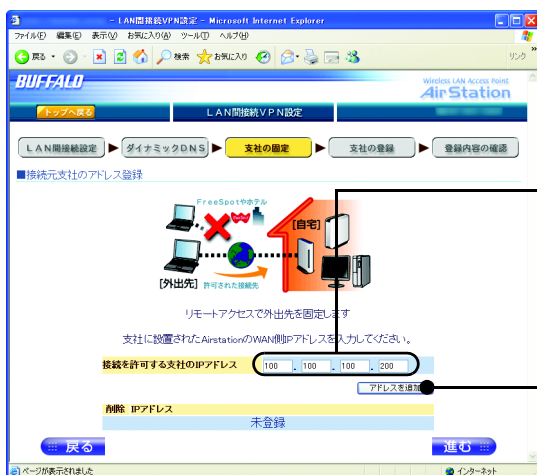 - LAN間接続VPN設定 - Microsoft Internet Explorer
ファイル(F) 編集(E) 表示(V) お気に入り(A) ツール(T) ヘルプ(H)
戻る 検索 お気に入り リンク »
BUFFALO
Wireless LAN Access Point
AirStation
トップへ戻る LAN間接続VPN設定
LAN間接続設定 ダイナミックDNS 支社の固定 支社の登録 登録内容の確認
■接続元支社のアドレス登録
FreeSpotやホテル
[自宅]
[外出先] 許可された接続先
リモートアクセスで外出先を固定します
支社に設置されたAirstationのWAN側IPアドレスを入力してください。
接続を許可する支社のIPアドレス 100 . 100 . 100 . 200
アドレスを追加
削除 IPアドレス
未登録
戻る 進む
ページが表示されました インターネット